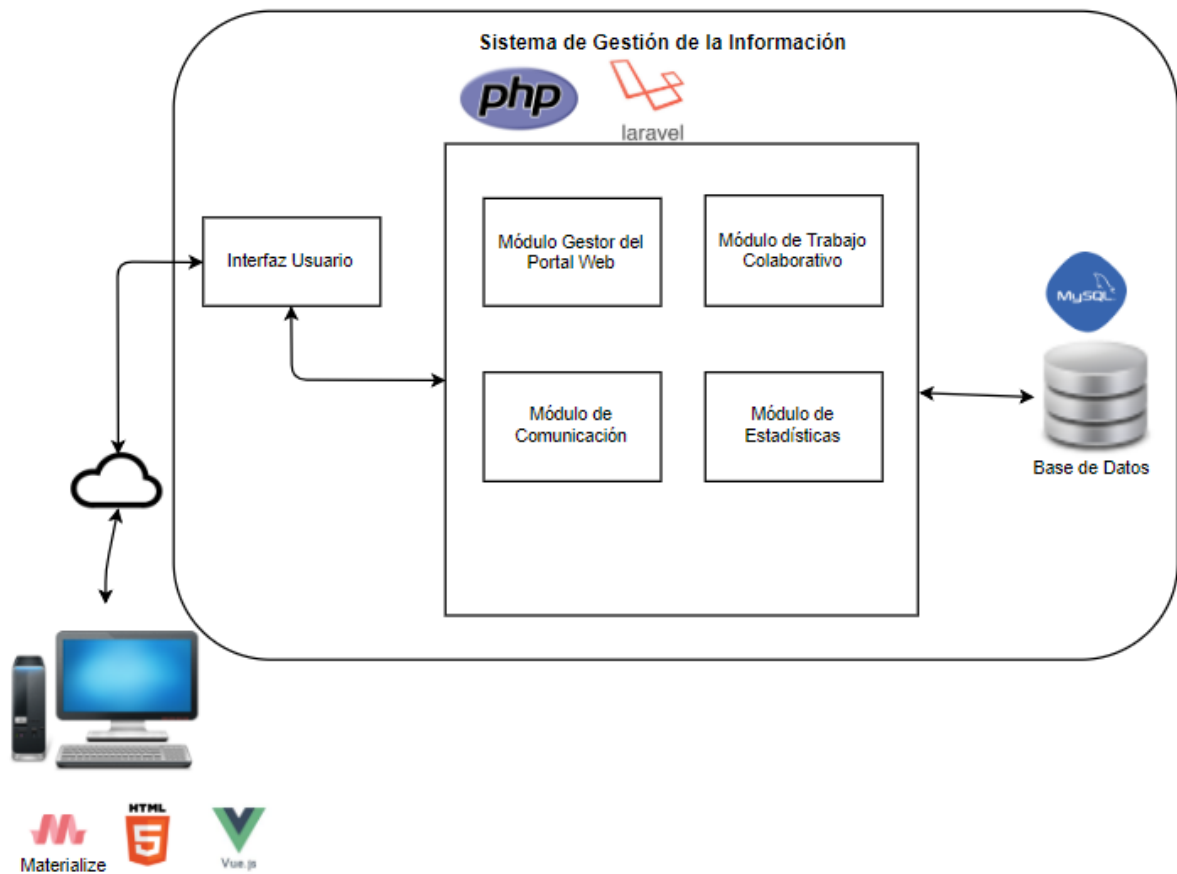 Sistema de Gestión de la Información
php
laravel
Interfaz Usuario
Módulo Gestor del
Portal Web
Módulo de Trabajo
Colaborativo
Módulo de
Comunicación
Módulo de
Estadísticas
MySQL
Base de Datos
Materialize
HTML
5
Vue.js